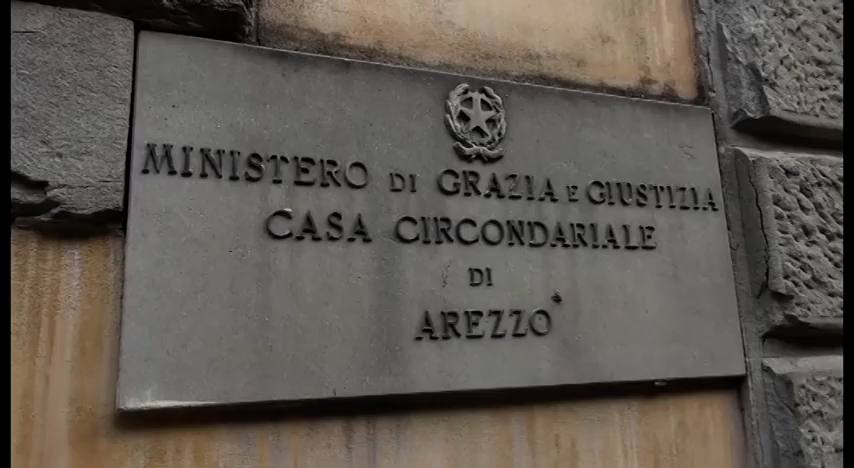 MINISTERO DI GRAZIA E GIUSTIZIA
CASA CIRCONDARIALE
DI
AREZZO